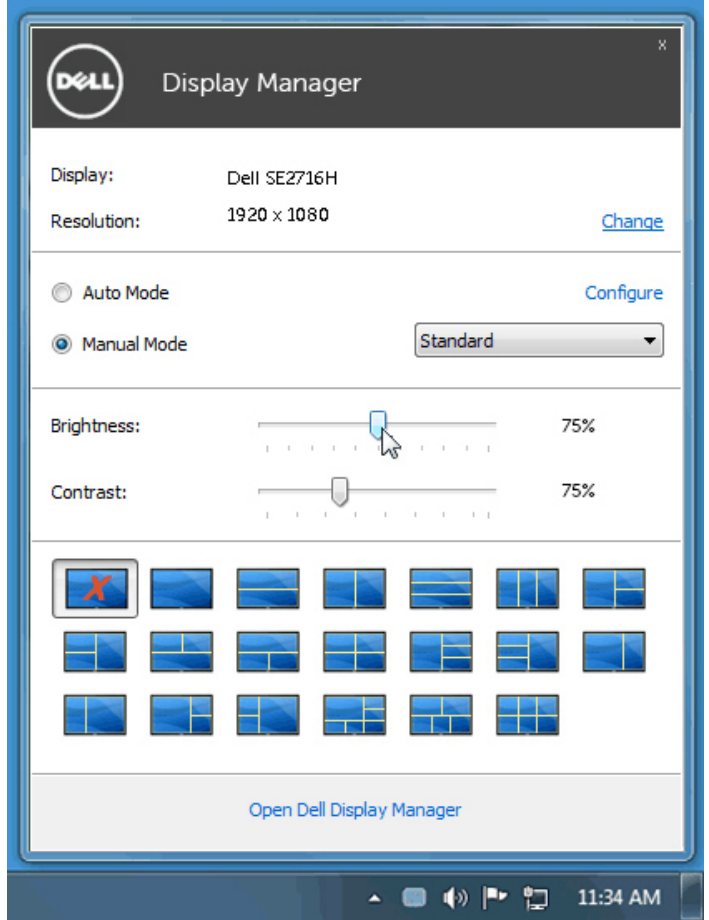 x
DELL Display Manager
Display: Dell SE2716H
Resolution: 1920 x 1080 Change
Auto Mode Configure
Manual Mode Standard
Brightness: 75%
Contrast: 75%
X
Open Dell Display Manager
11:34 AM